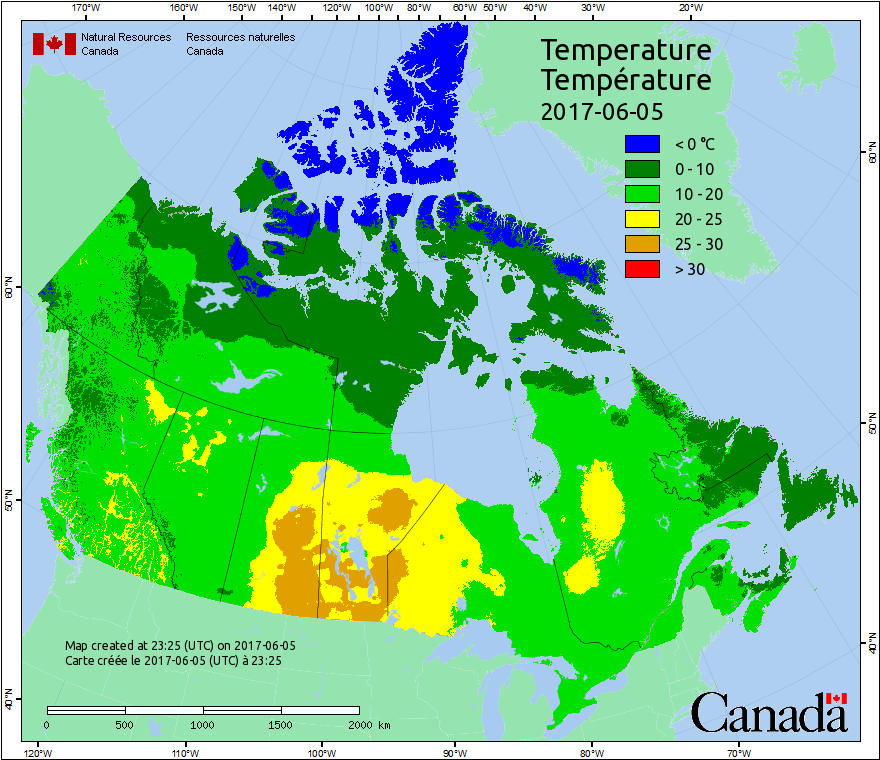 170°W 160°W 150°W 140°W 120°W 100°W 80°W 60°W 50°W 40°W 30°W 20°W
Natural Resources Ressources naturelles
Canada Canada
Temperature
Température
2017-06-05
< 0 °C
0 - 10
10 - 20
20 - 25
25 - 30
> 30
60°N
60°N
50°N
50°N
40°N
40°N
Map created at 23:25 (UTC) on 2017-06-05
Carte créée le 2017-06-05 (UTC) à 23:25
0 500 1000 1500 2000 km
Canada
120°W 110°W 100°W 90°W 80°W 70°W